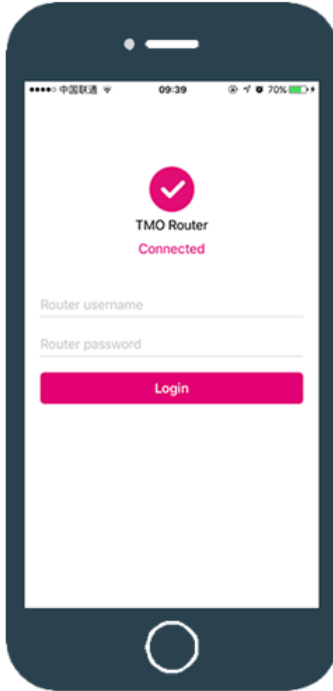 中国联通 09:39 70%
TMO Router
Connected
Router username
Router password
Login